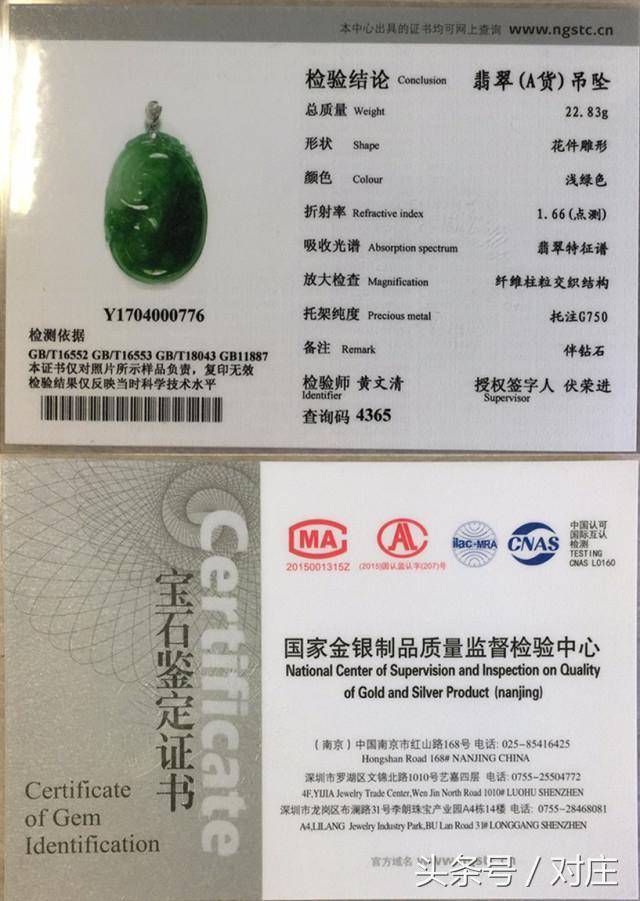 本中心出具的证书均可网上查询 www.ngstc.cn
检验结论 Conclusion 翡翠(A货)吊坠
总质量 Weight 22.83g
形状 Shape 花件雕形
颜色 Colour 浅绿色
折射率 Refractive index 1.66(点测)
吸收光谱 Absorption spectrum 翡翠特征谱
放大检查 Magnification 纤维柱粒交织结构
托架纯度 Precious metal 托注G750
备注 Remark 伴钻石
检验师 黄文清 授权签字人 伏荣进
Identifier Supervisor
查询码 4365
Y1704000776
检测依据
GB/T16552 GB/T16553 GB/T18043 GB11887
本证书仅对照片所示样品负责，复印无效
检验结果仅反映当时科学技术水平
Certificate
宝石鉴定证书
Certificate
of Gem
Identification
MA
2015001315Z
AL
(2015)国认监认字(207)号
ilac-MRA
CNAS
中国认可
国际互认
检测
TESTING
CNAS L0160
国家金银制品质量监督检验中心
National Center of Supervision and Inspection on Quality
of Gold and Silver Product (nanjing)
(南京) 中国南京市红山路168号 电话: 025-85416425
Hongshan Road 168# NANJING CHINA
深圳市罗湖区文锦北路1010号艺嘉四层 电话: 0755-25504772
4F,YIJIA Jewelry Trade Center,Wen Jin North Road 1010# LUOHU SHENZHEN
深圳市龙岗区布澜路31号李朗珠宝产业园A4栋14楼 电话: 0755-28468081
A4,LILANG Jewelry Industry Park,BU Lan Road 31# LONGGANG SHENZHEN
官方域名
头条号 / 对庄